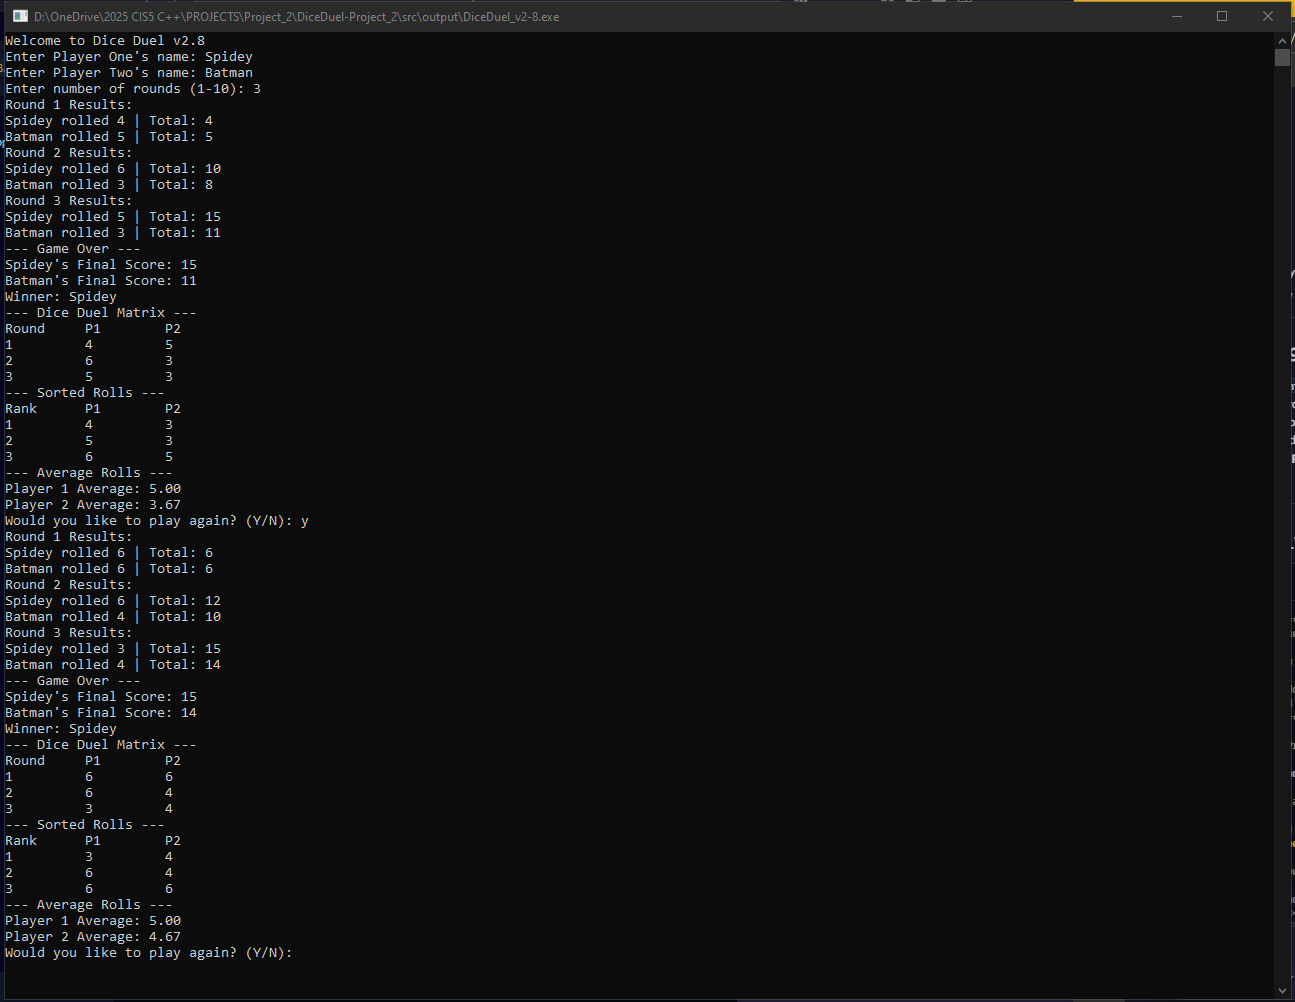 D:\OneDrive\2025 CIS5 C++\PROJECTS\Project_2\DiceDuel-Project_2\src\output\DiceDuel_v2-8.exe
Welcome to Dice Duel v2.8
Enter Player One's name: Spidey
Enter Player Two's name: Batman
Enter number of rounds (1-10): 3
Round 1 Results:
Spidey rolled 4 | Total: 4
Batman rolled 5 | Total: 5
Round 2 Results:
Spidey rolled 6 | Total: 10
Batman rolled 3 | Total: 8
Round 3 Results:
Spidey rolled 5 | Total: 15
Batman rolled 3 | Total: 11
--- Game Over ---
Spidey's Final Score: 15
Batman's Final Score: 11
Winner: Spidey
--- Dice Duel Matrix ---
Round     P1        P2
1         4         5
2         6         3
3         5         3
--- Sorted Rolls ---
Rank      P1        P2
1         4         3
2         5         3
3         6         5
--- Average Rolls ---
Player 1 Average: 5.00
Player 2 Average: 3.67
Would you like to play again? (Y/N): y
Round 1 Results:
Spidey rolled 6 | Total: 6
Batman rolled 6 | Total: 6
Round 2 Results:
Spidey rolled 6 | Total: 12
Batman rolled 4 | Total: 10
Round 3 Results:
Spidey rolled 3 | Total: 15
Batman rolled 4 | Total: 14
--- Game Over ---
Spidey's Final Score: 15
Batman's Final Score: 14
Winner: Spidey
--- Dice Duel Matrix ---
Round     P1        P2
1         6         6
2         6         4
3         3         4
--- Sorted Rolls ---
Rank      P1        P2
1         3         4
2         6         4
3         6         6
--- Average Rolls ---
Player 1 Average: 5.00
Player 2 Average: 4.67
Would you like to play again? (Y/N):